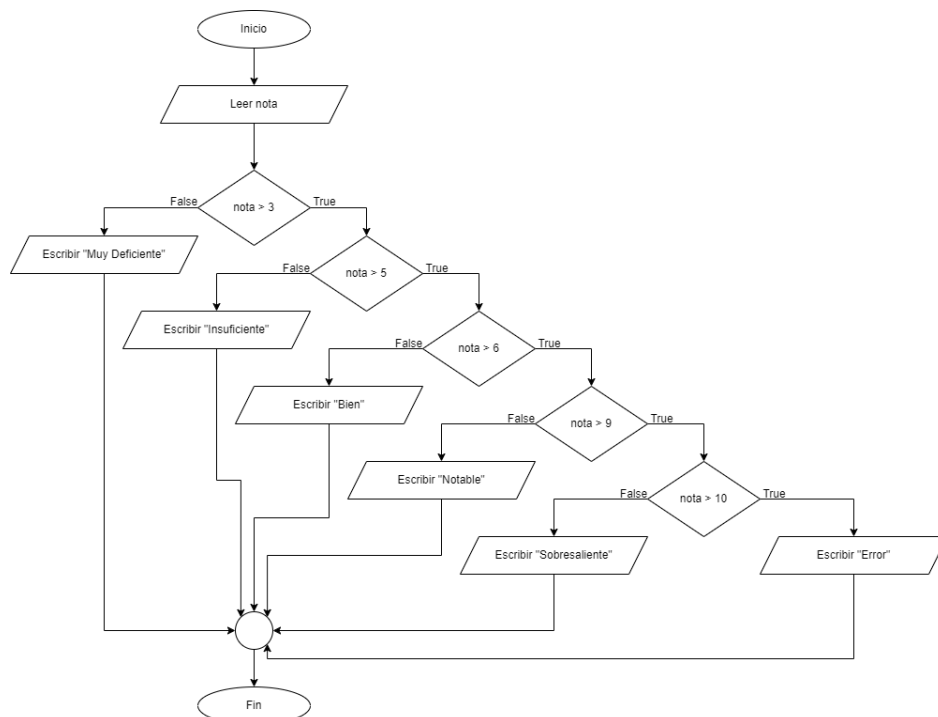 Inicio
Leer nota
False
nota > 3
True
Escribir "Muy Deficiente"
False
nota > 5
True
Escribir "Insuficiente"
False
nota > 6
True
Escribir "Bien"
False
nota > 9
True
Escribir "Notable"
False
nota > 10
True
Escribir "Sobresaliente"
Escribir "Error"
Fin